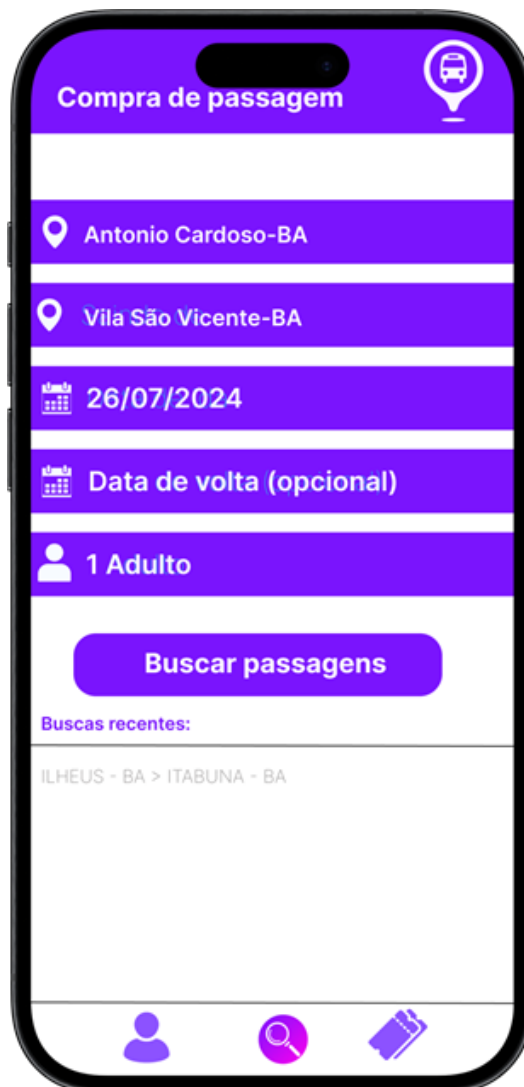 Compra de passagem
Antonio Cardoso-BA
Vila São Vicente-BA
26/07/2024
Data de volta (opcional)
1 Adulto
Buscar passagens
Buscas recentes:
ILHEUS - BA > ITABUNA - BA